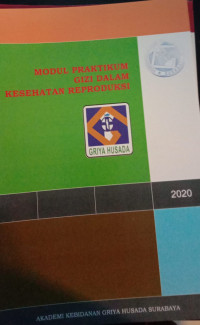 MODUL PRAKTIKUM
GIZI DALAM
KESEHATAN REPRODUKSI
GRIYA HUSADA
2020
AKADEMI KEBIDANAN GRIYA HUSADA SURABAYA